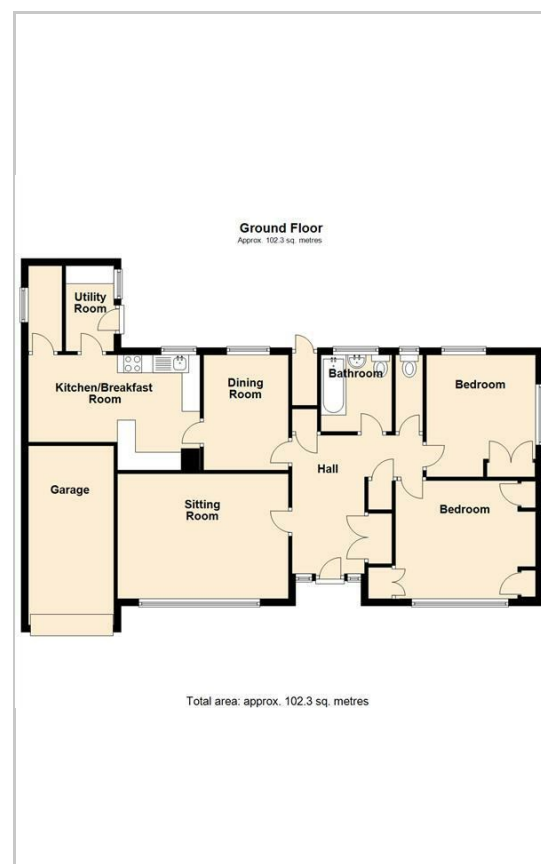 Ground Floor
Approx. 102.3 sq. metres
Utility
Room
Kitchen/Breakfast
Room
Dining
Room
Bathroom
Bedroom
Hall
Garage
Sitting
Room
Bedroom
Total area: approx. 102.3 sq. metres